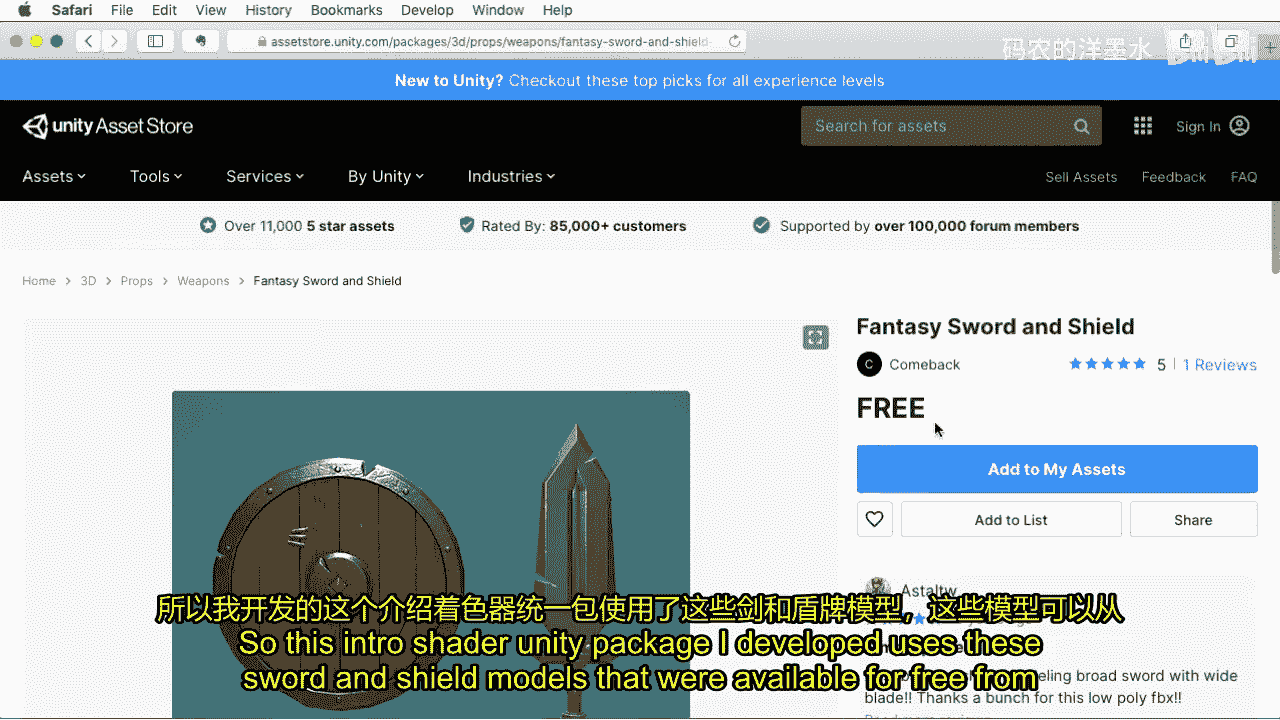 Safari File Edit View History Bookmarks Develop Window Help
assetstore.unity.com/packages/3d/props/weapons/fantasy-sword-and-shield-
码农的洋墨水 bilibili
New to Unity? Checkout these top picks for all experience levels
unity Asset Store
Search for assets
Sign In
Assets Tools Services By Unity Industries
Sell Assets Feedback FAQ
Over 11,000 5 star assets
Rated By: 85,000+ customers
Supported by over 100,000 forum members
Home > 3D > Props > Weapons > Fantasy Sword and Shield
Fantasy Sword and Shield
C Comeback
5 | 1 Reviews
FREE
Add to My Assets
Add to List
Share
Astaltw
所以我开发的这个介绍着色器统一包使用了这些剑和盾牌模型，这些模型可以从
So this intro shader unity package I developed uses these
sword and shield models that were available for free from
eling broad sword with wide
blade!! Thanks a bunch for this low poly fbx!!